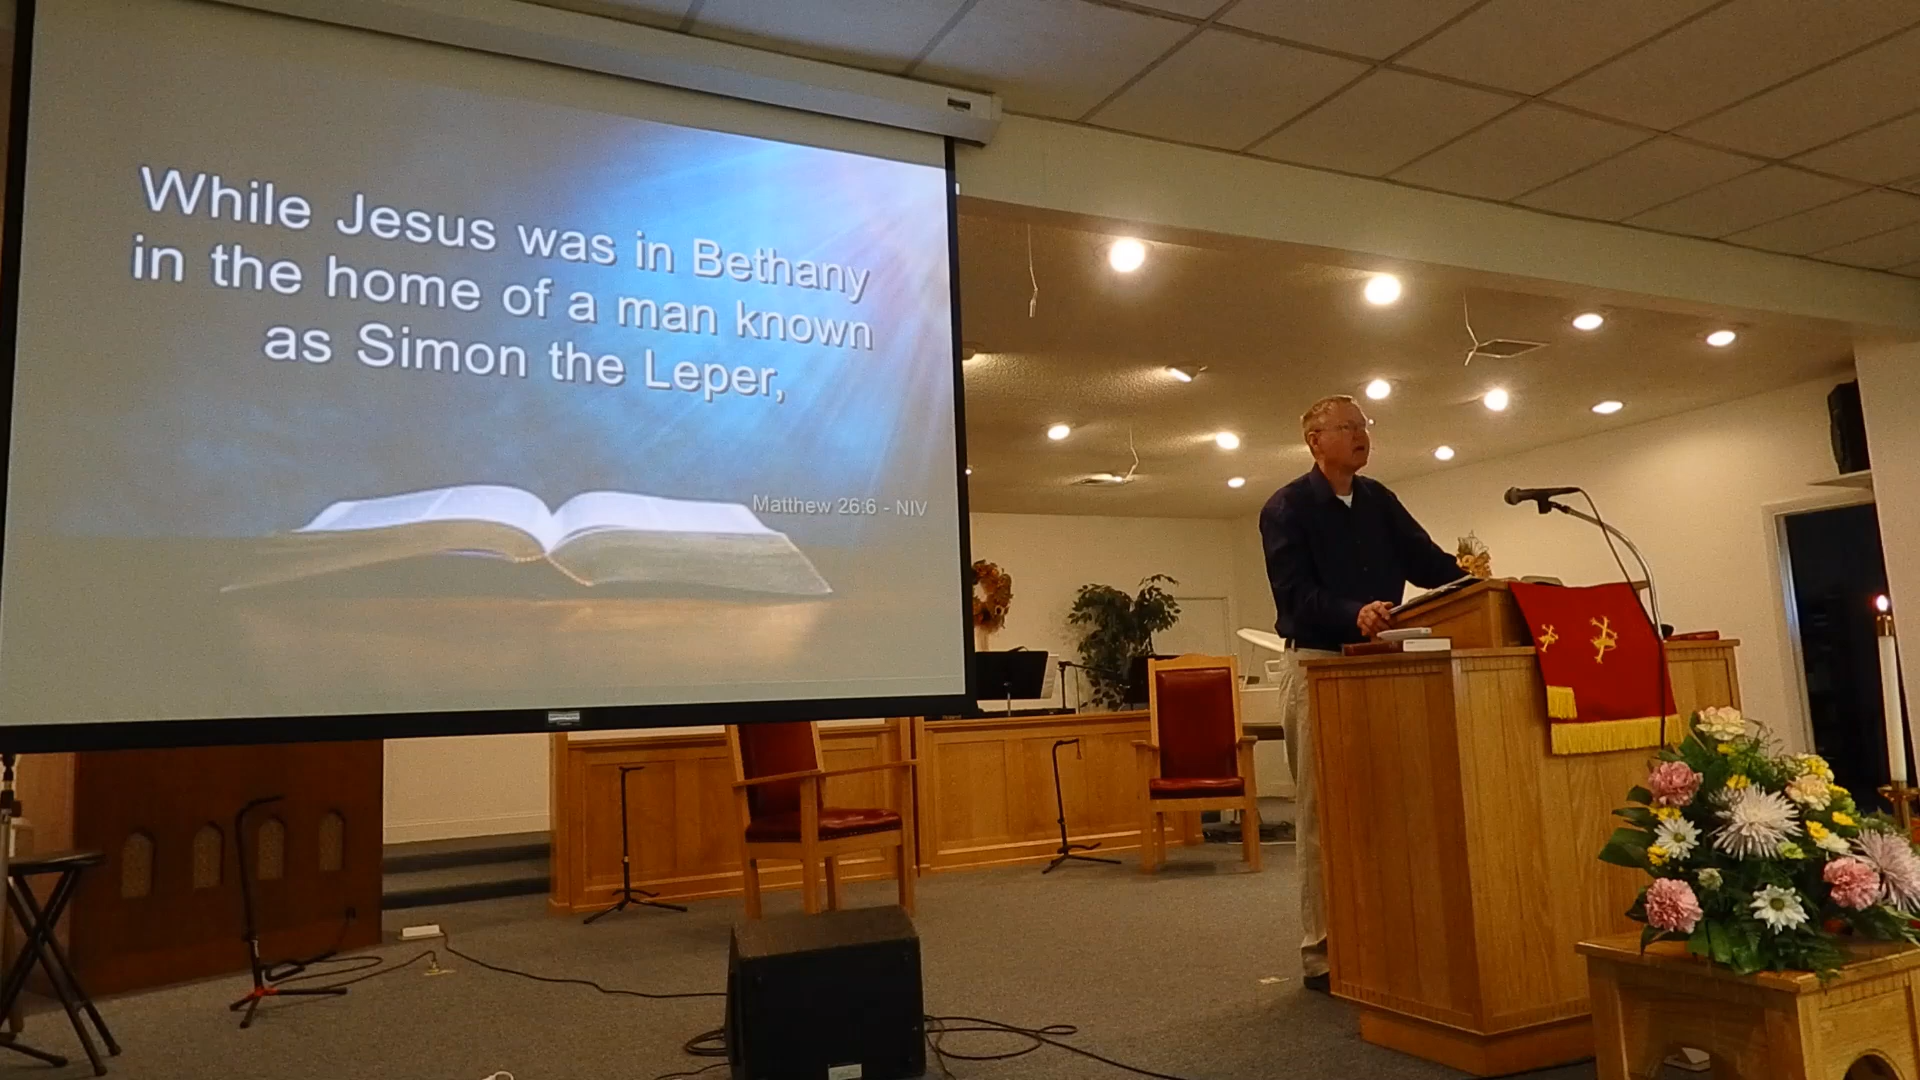 While Jesus was in Bethany
in the home of a man known
as Simon the Leper,
Matthew 26:6 - NIV